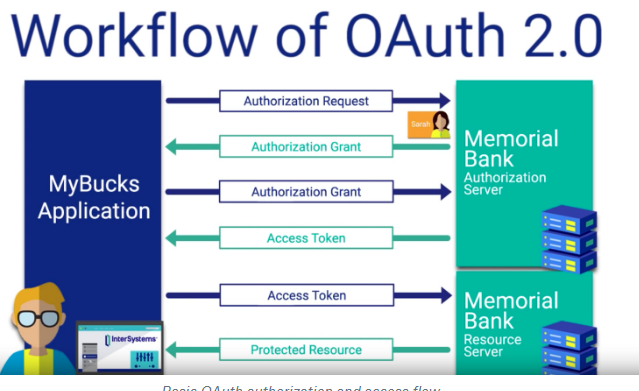 Workflow of OAuth 2.0
MyBucks
Application
Authorization Request
Sarah
Authorization Grant
Authorization Grant
Access Token
Access Token
Protected Resource
Memorial
Bank
Authorization
Server
Memorial
Bank
Resource
Server
InterSystems
Basic OAuth authorization and access flow